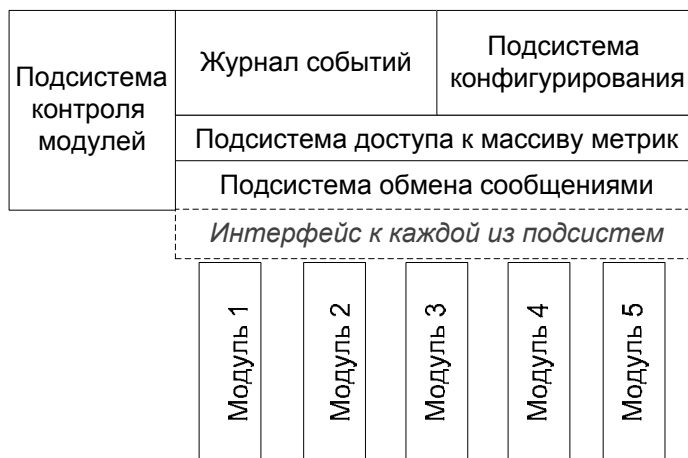 Подсистема
контроля
модулей
Журнал событий
Подсистема
конфигурирования
Подсистема доступа к массиву метрик
Подсистема обмена сообщениями
Интерфейс к каждой из подсистем
Модуль 1
Модуль 2
Модуль 3
Модуль 4
Модуль 5